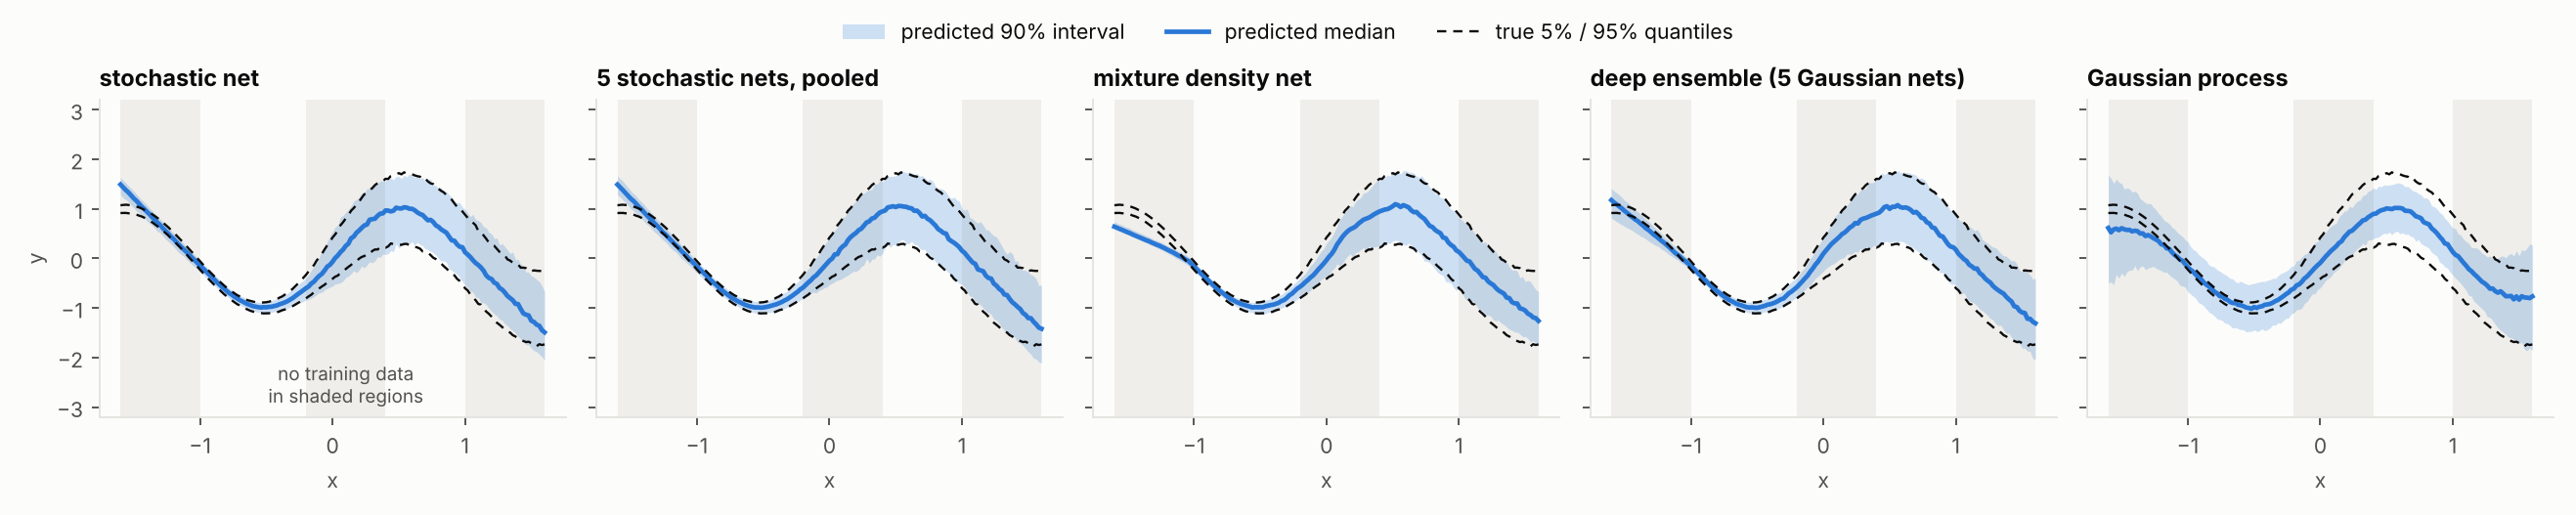 predicted 90% interval predicted median true 5% / 95% quantiles
stochastic net
5 stochastic nets, pooled
mixture density net
deep ensemble (5 Gaussian nets)
Gaussian process
3
2
1
0
−1
−2
−3
y
no training data
in shaded regions
−1 0 1
x
−1 0 1
x
−1 0 1
x
−1 0 1
x
−1 0 1
x